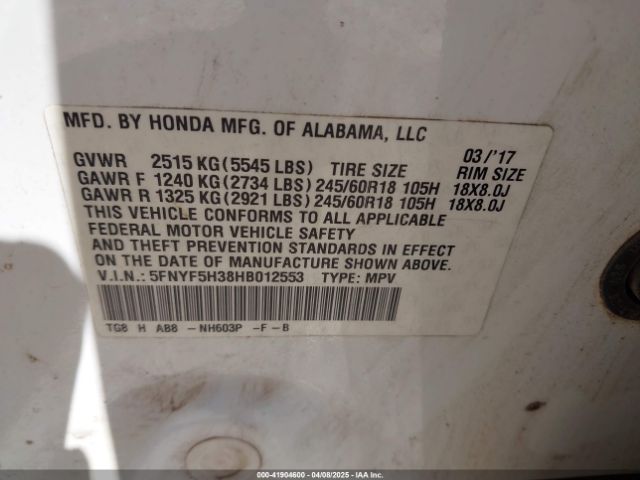 MFD. BY HONDA MFG. OF ALABAMA, LLC
03/'17
GVWR 2515 KG(5545 LBS) TIRE SIZE RIM SIZE
GAWR F 1240 KG(2734 LBS) 245/60R18 105H 18X8.0J
GAWR R 1325 KG(2921 LBS) 245/60R18 105H 18X8.0J
THIS VEHICLE CONFORMS TO ALL APPLICABLE
FEDERAL MOTOR VEHICLE SAFETY
AND THEFT PREVENTION STANDARDS IN EFFECT
ON THE DATE OF MANUFACTURE SHOWN ABOVE.
V.I.N.: 5FNYF5H38HB012553 TYPE: MPV
TG8 H AB8 - NH603P -F - B
000-41904600 04/08/2025 IAA Inc.